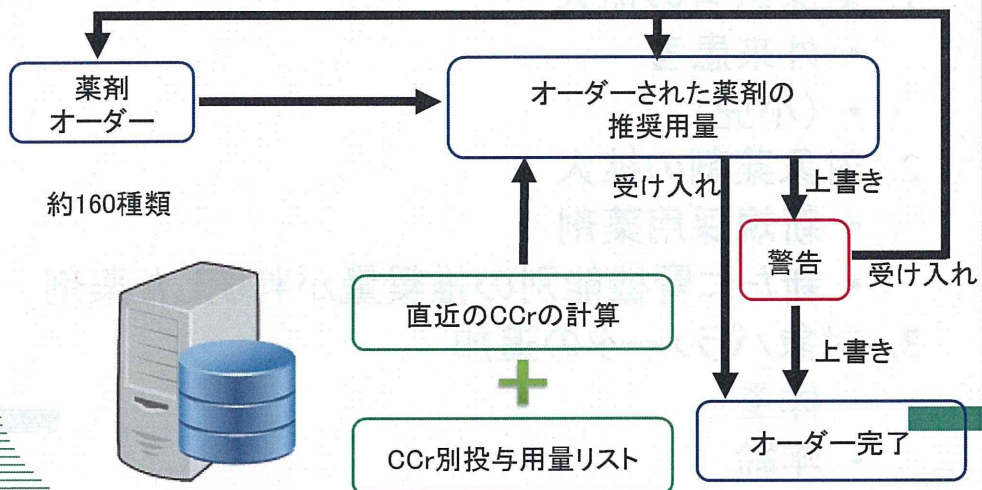 薬剤
オーダー
オーダーされた薬剤の
推奨用量
約160種類
受け入れ
上書き
警告
受け入れ
直近のCCrの計算
上書き
CCr別投与用量リスト
オーダー完了